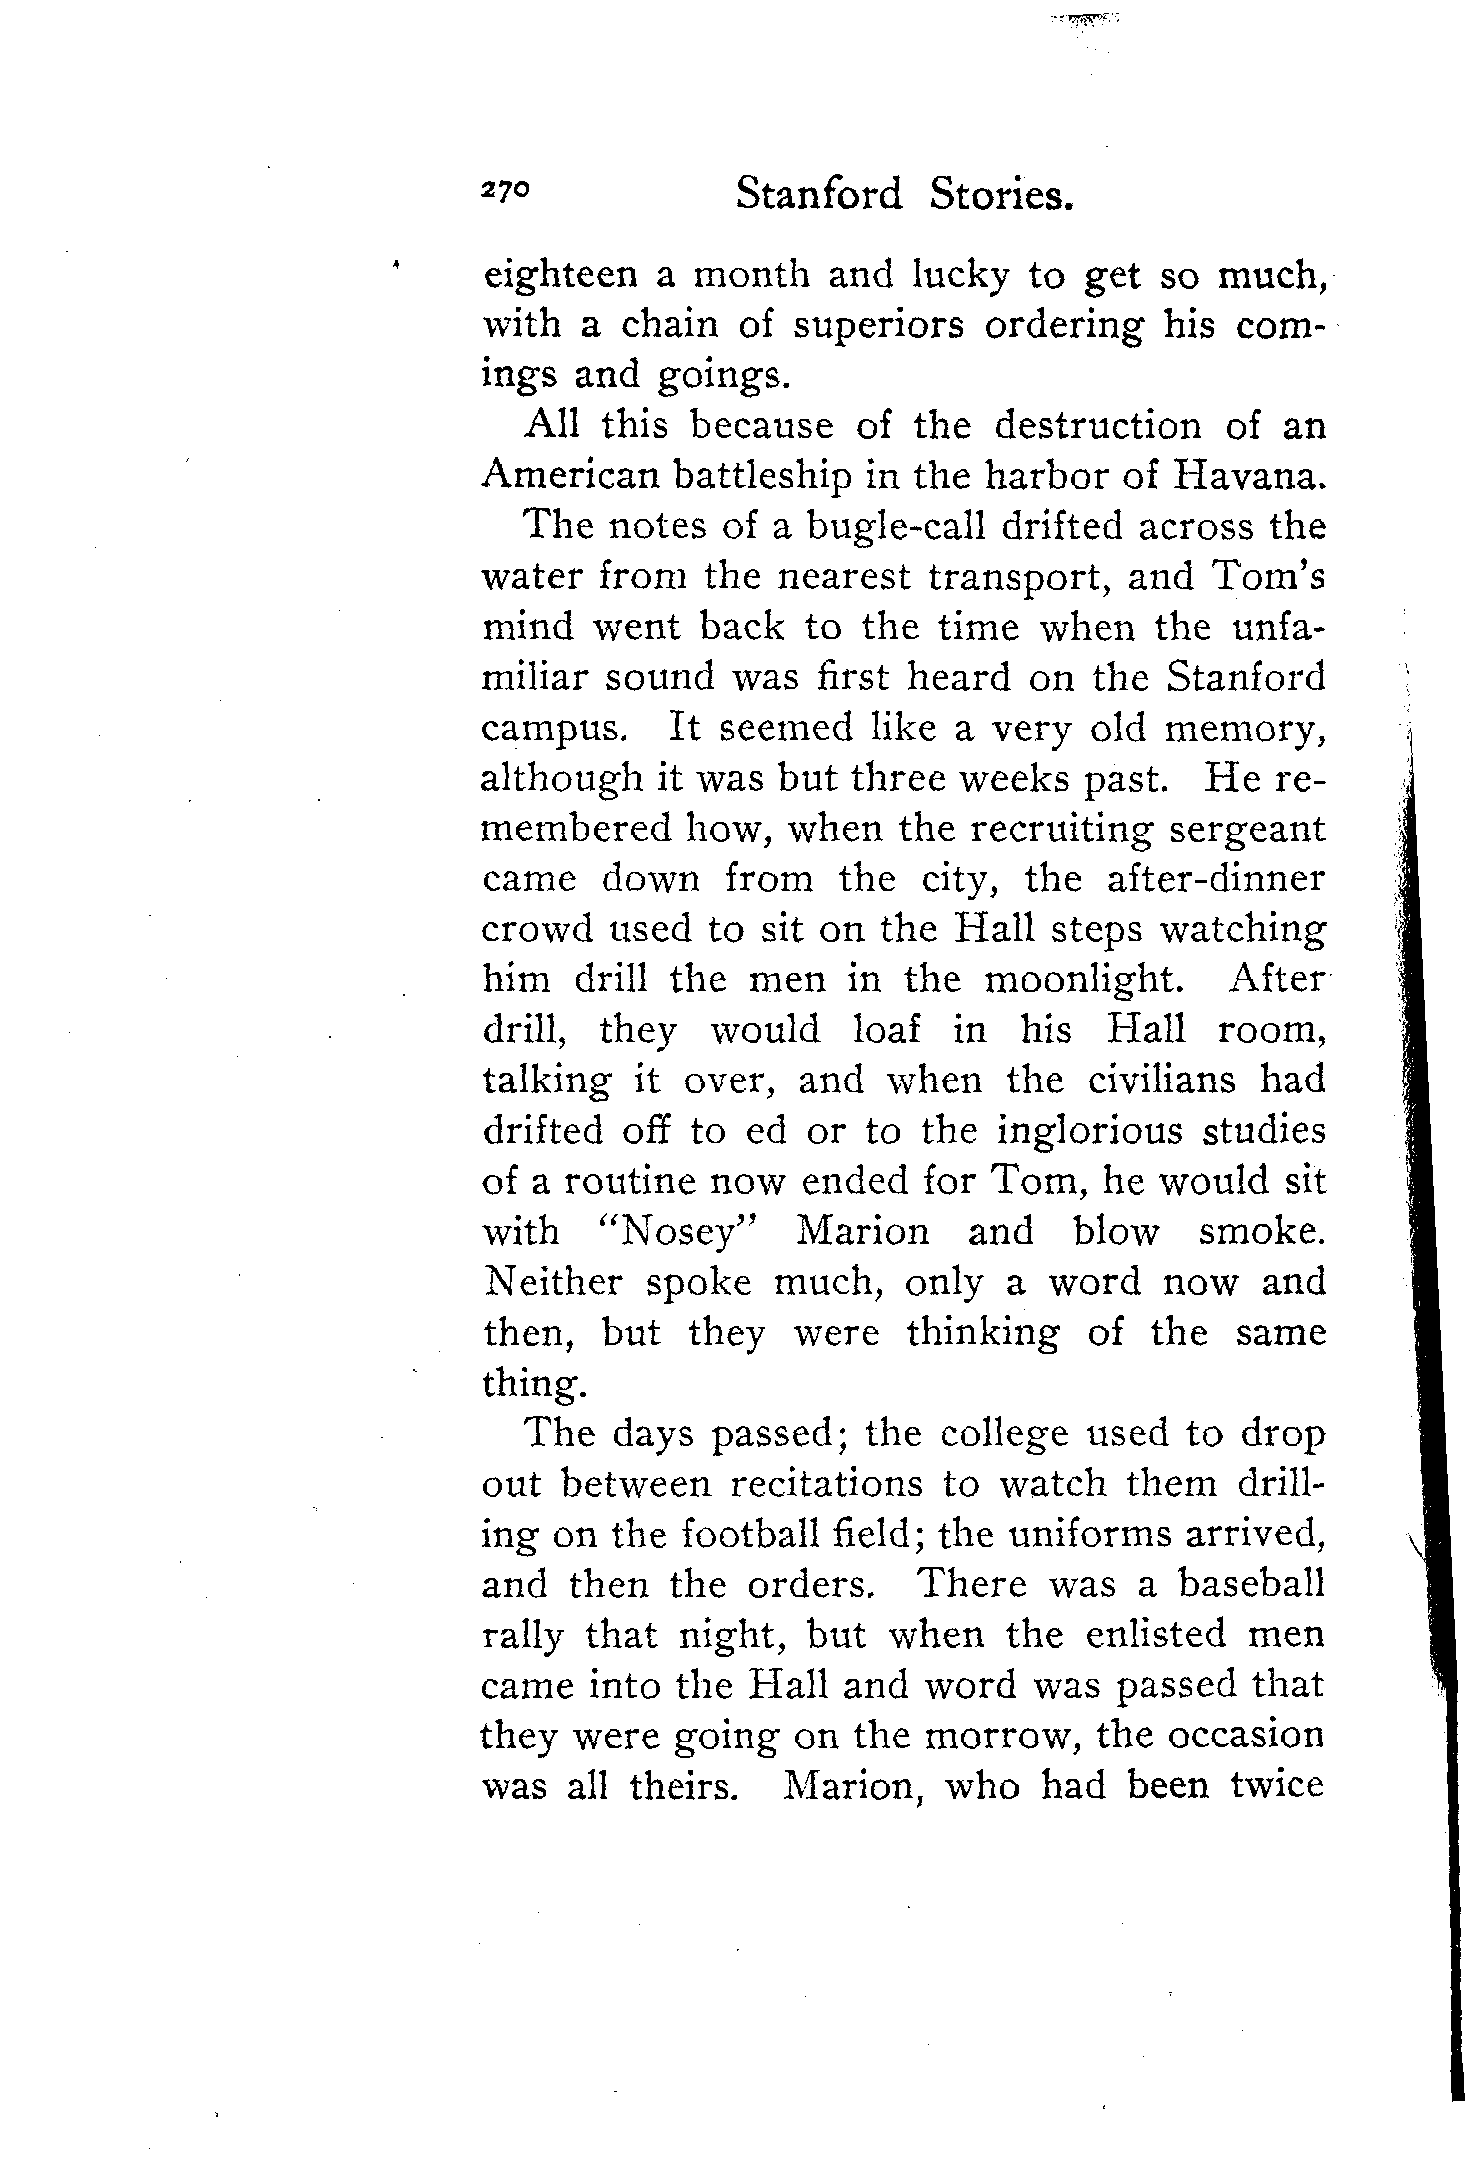 270 Stanford Stories.
eighteen a month and lucky to get so much,
with a chain of superiors ordering his com-
ings and goings.
All this because of the destruction of an
American battleship in the harbor of Havana.
The notes of a bugle-call drifted across the
water from the nearest transport, and Tom's
mind went back to the time when the unfa-
miliar sound was first heard on the Stanford
campus. It seemed like a very old memory,
although it was but three weeks past. He re-
membered how, when the recruiting sergeant
came down from the city, the after-dinner
crowd used to sit on the Hall steps watching
him drill the men in the moonlight. After
drill, they would loaf in his Hall room,
talking it over, and when the civilians had
drifted off to ed or to the inglorious studies
of a routine now ended for Tom, he would sit
with "Nosey" Marion and blow smoke.
Neither spoke much, only a word now and
then, but they were thinking of the same
thing.
The days passed; the college used to drop
out between recitations to watch them drill-
ing on the football field; the uniforms arrived,
and then the orders. There was a baseball
rally that night, but when the enlisted men
came into the Hall and word was passed that
they were going on the morrow, the occasion
was all theirs. Marion, who had been twice